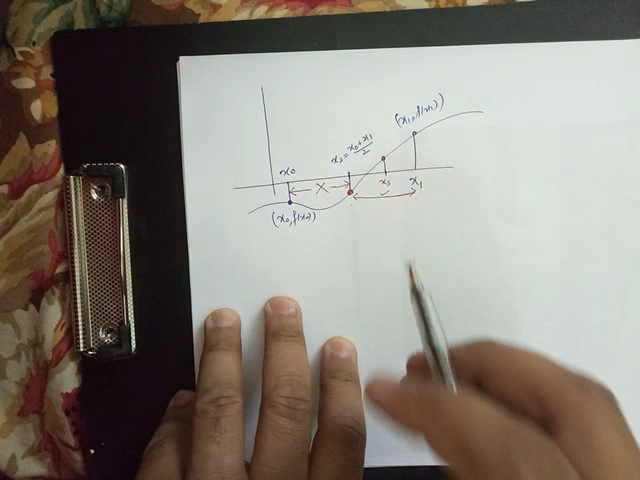 (x₁, f(x₁))
x₂ = x₀+x₁/2
x₀
X
x₃
x₁
(x₀, f(x₀))